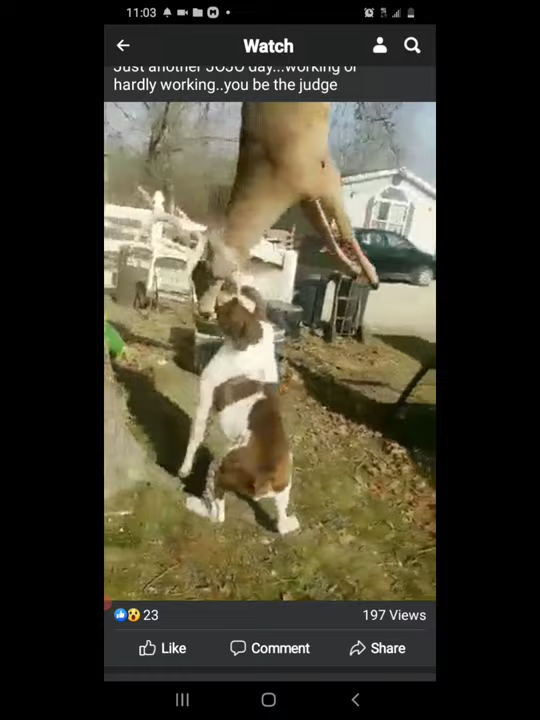 11:03
Watch
Just another JOJO day...working or
hardly working..you be the judge
23
197 Views
Like
Comment
Share